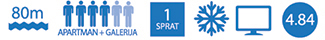 80m
APARTMAN + GALERIJA
1
SPRAT
4.84